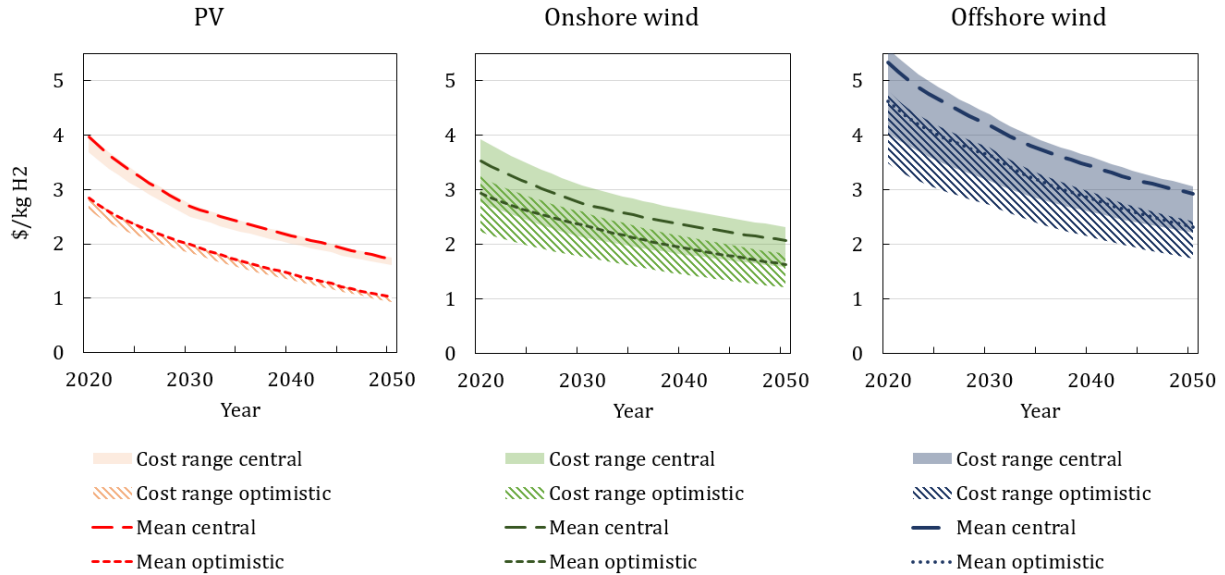 PV
Onshore wind
Offshore wind
$/kg H2
5
4
3
2
1
0
2020 2030 2040 2050
Year
5
4
3
2
1
0
2020 2030 2040 2050
Year
5
4
3
2
1
0
2020 2030 2040 2050
Year
Cost range central
Cost range optimistic
Mean central
Mean optimistic
Cost range central
Cost range optimistic
Mean central
Mean optimistic
Cost range central
Cost range optimistic
Mean central
Mean optimistic